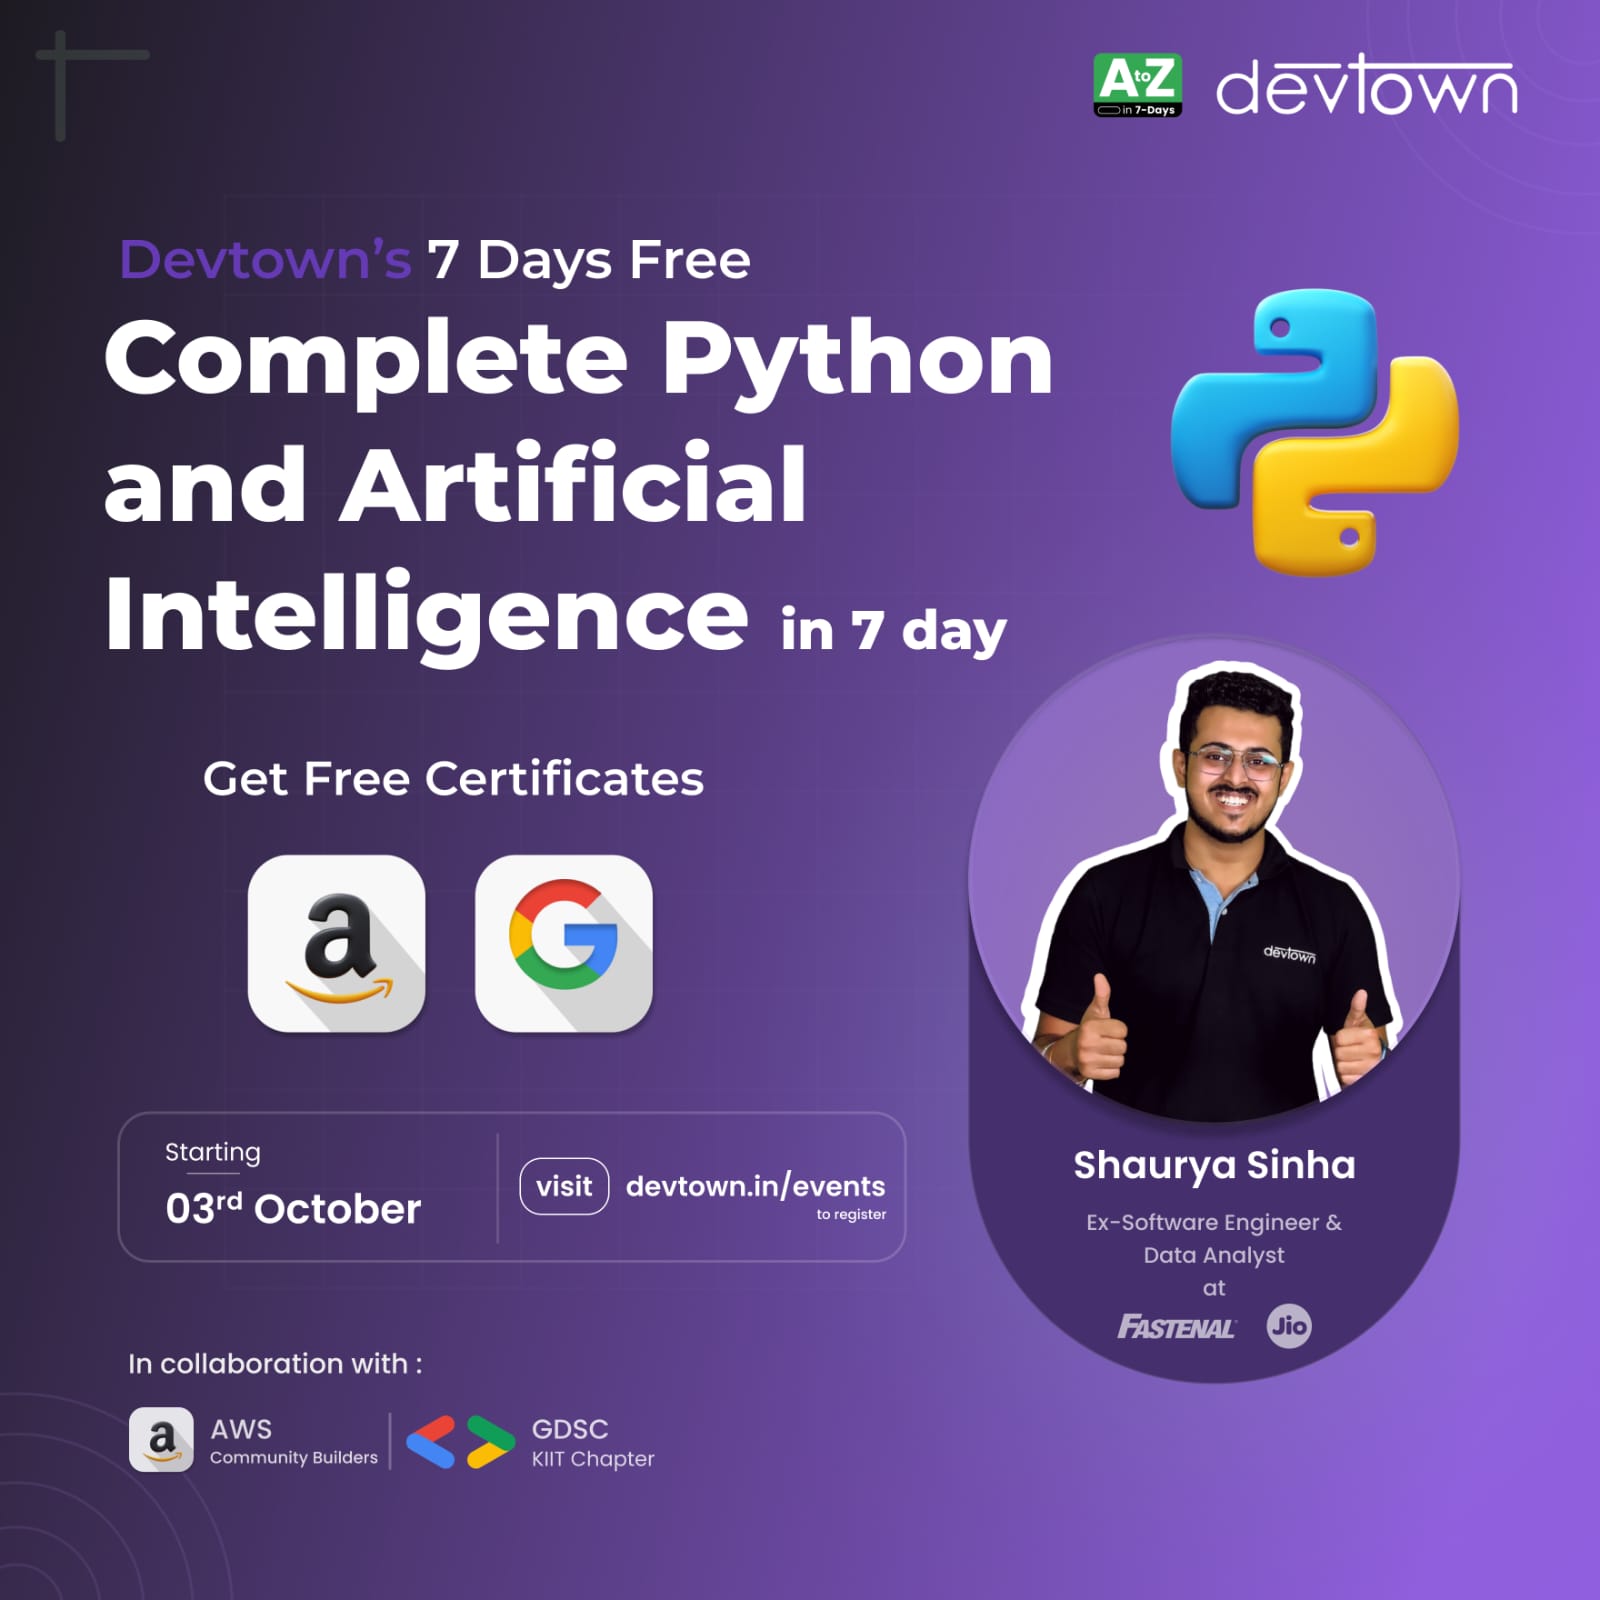 AtoZ
in 7-Days
devtown
Devtown's 7 Days Free
Complete Python
and Artificial
Intelligence in 7 day
Get Free Certificates
a
G
devtown
Starting
03rd October
visit devtown.in/events
to register
Shaurya Sinha
Ex-Software Engineer &
Data Analyst
at
FASTENAL Jio
In collaboration with :
a
AWS
Community Builders
GDSC
KIIT Chapter